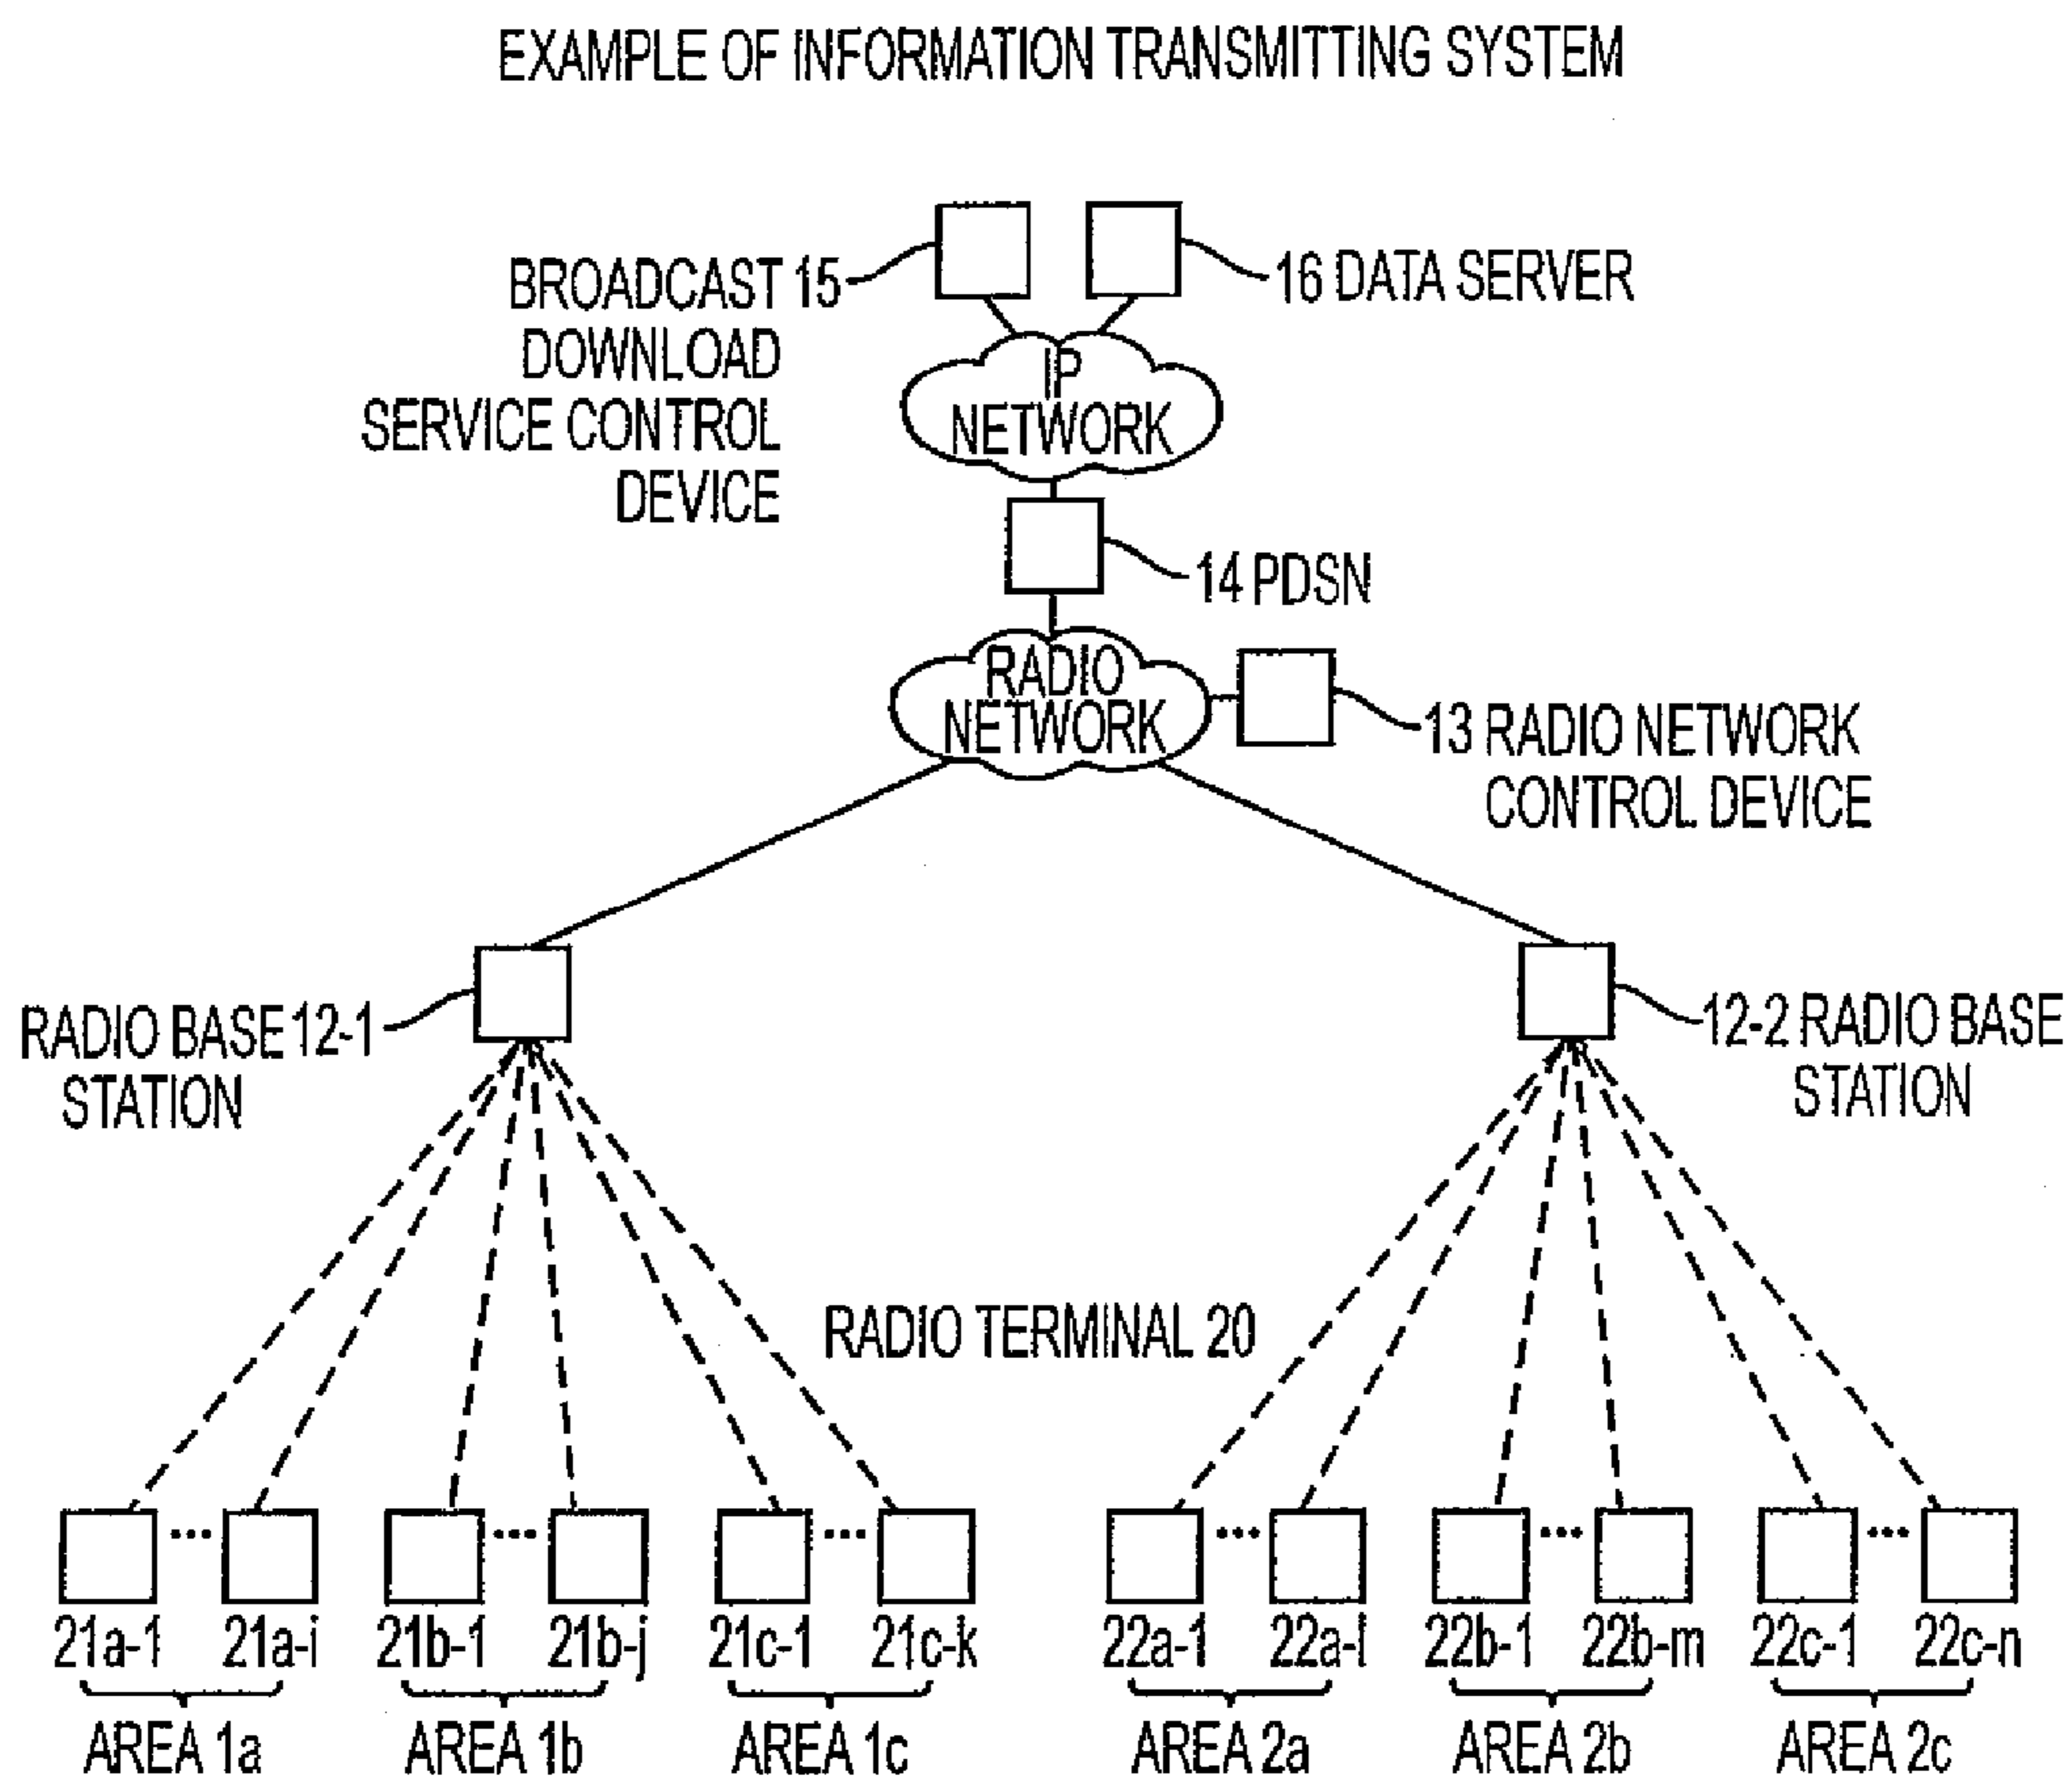 EXAMPLE OF INFORMATION TRANSMITTING SYSTEM
BROADCAST 15
DOWNLOAD
SERVICE CONTROL
DEVICE
16 DATA SERVER
IP
NETWORK
14 PDSN
RADIO
NETWORK
13 RADIO NETWORK
CONTROL DEVICE
RADIO BASE 12-1
STATION
12-2 RADIO BASE
STATION
RADIO TERMINAL 20
21a-1 ... 21a-i 21b-1 ... 21b-j 21c-1 ... 21c-k 22a-1 ... 22a-l 22b-1 ... 22b-m 22c-1 ... 22c-n
AREA 1a AREA 1b AREA 1c AREA 2a AREA 2b AREA 2c